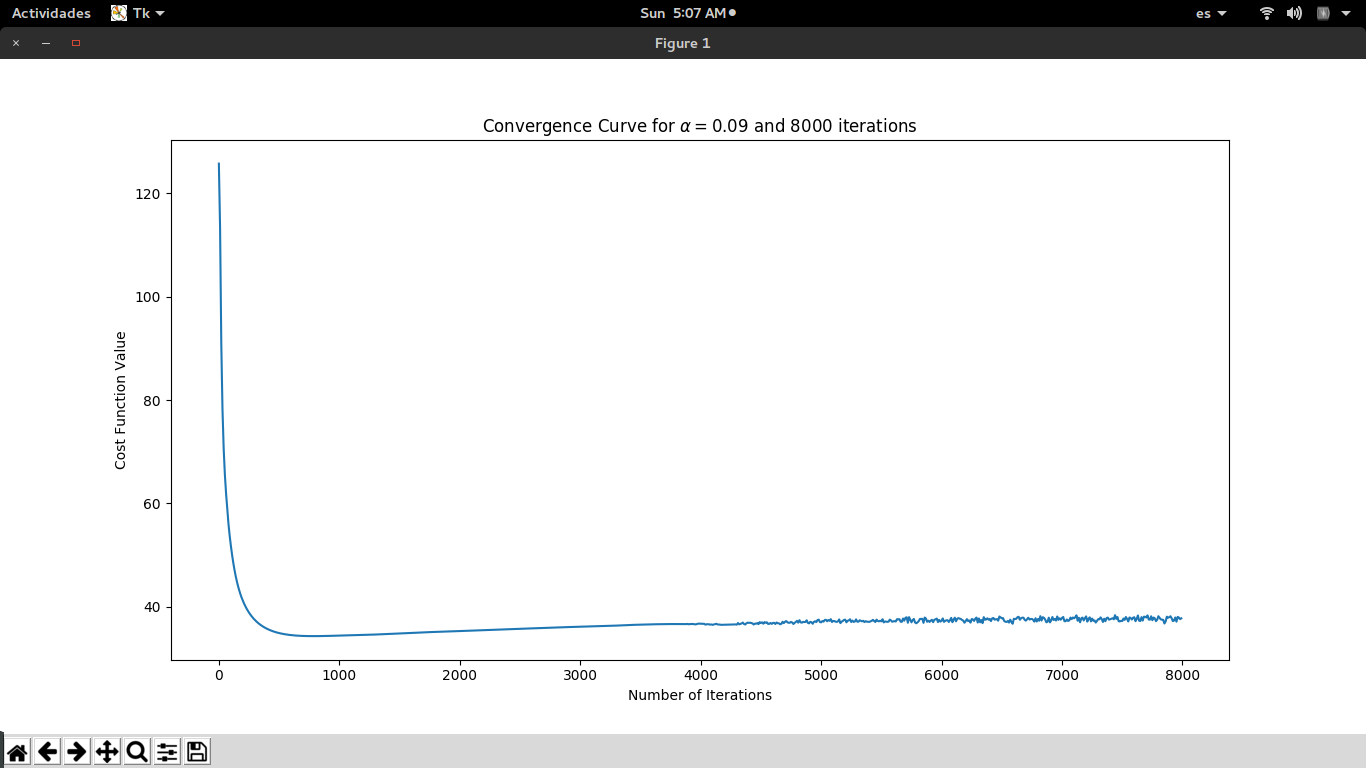 Actividades Tk Sun 5:07 AM es
Figure 1
Convergence Curve for α = 0.09 and 8000 iterations
120
100
80
60
40
Cost Function Value
0 1000 2000 3000 4000 5000 6000 7000 8000
Number of Iterations